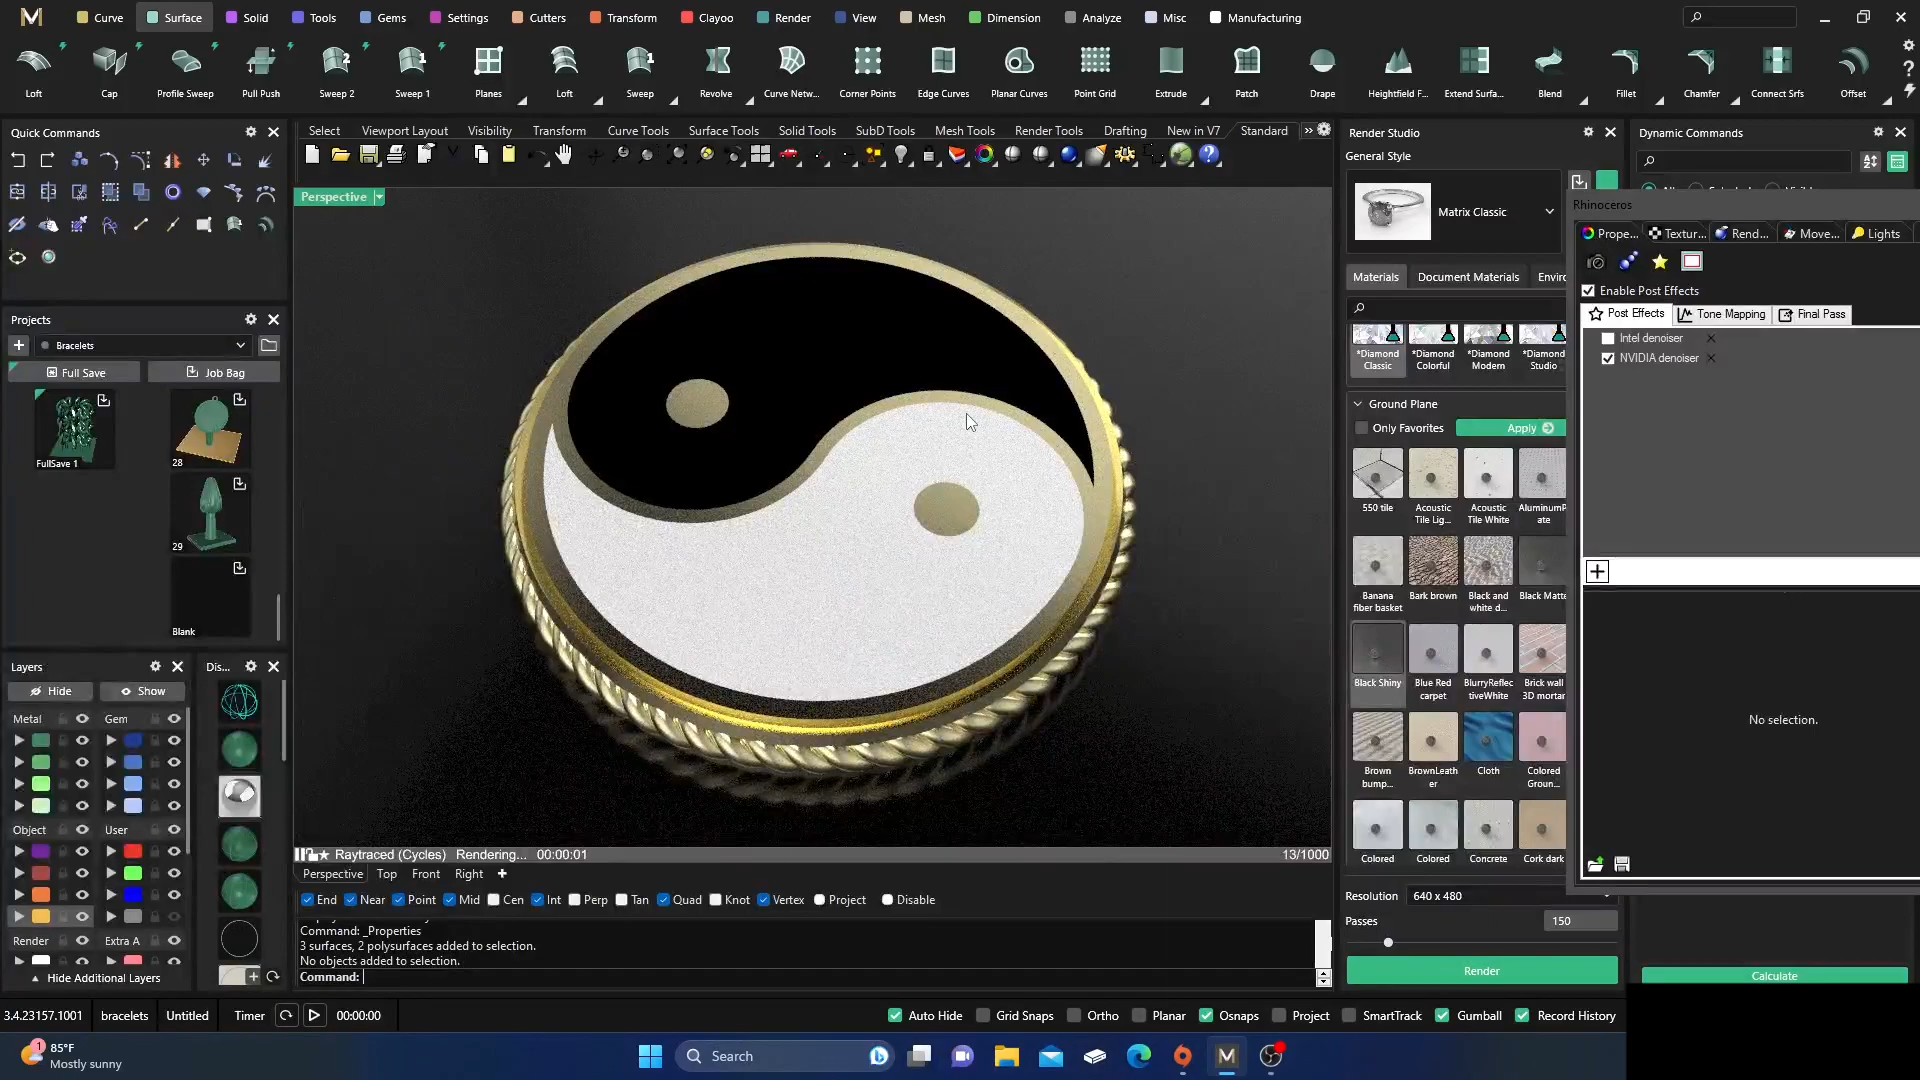 Curve Surface Solid Tools Gems Settings Cutters Transform Clayoo Render View Mesh Dimension Analyze Misc Manufacturing
Loft Cap Profile Sweep Pull Push Sweep 2 Sweep 1 Planes Loft Sweep Revolve Curve Netw... Corner Points Edge Curves Planar Curves Point Grid Extrude Patch Drape Heightfield F... Extend Surfa... Blend Fillet Chamfer Connect Srfs Offset
Quick Commands
Select Viewport Layout Visibility Transform Curve Tools Surface Tools Solid Tools SubD Tools Mesh Tools Render Tools Drafting New in V7 Standard
Perspective
Projects
Bracelets
Full Save Job Bag
FullSave 1
28
29
Blank
Layers
Hide Show
Metal Gem
Object User
Render Extra A
Hide Additional Layers
Dis...
Raytraced (Cycles) Rendering... 00:00:01 13/1000
Perspective Top Front Right
End Near Point Mid Cen Int Perp Tan Quad Knot Vertex Project Disable
Command: _Properties
3 surfaces, 2 polysurfaces added to selection.
No objects added to selection.
Command:
Render Studio
General Style
Matrix Classic
Materials Document Materials Enviro
*Diamond Classic
*Diamond Colorful
*Diamond Modern
*Diamond Studio
Ground Plane
Only Favorites Apply
550 tile
Acoustic Tile Lig...
Acoustic Tile White
AluminumP ate
Banana fiber basket
Bark brown
Black and white d...
Black Matte
Black Shiny
Blue Red carpet
BlurryReflec tiveWhite
Brick wall 3D mortar
Brown bump...
BrownLeath er
Cloth
Colored Groun...
Colored
Colored
Concrete
Cork dark
Resolution 640 x 480
Passes 150
Render
Dynamic Commands
Rhinoceros
Prope... Textur... Rend... Move... Lights
Enable Post Effects
Post Effects Tone Mapping Final Pass
Intel denoiser
NVIDIA denoiser
No selection.
Calculate
3.4.23157.1001 bracelets Untitled Timer 00:00:00
Auto Hide Grid Snaps Ortho Planar Osnaps Project SmartTrack Gumball Record History
85°F
Mostly sunny
Search